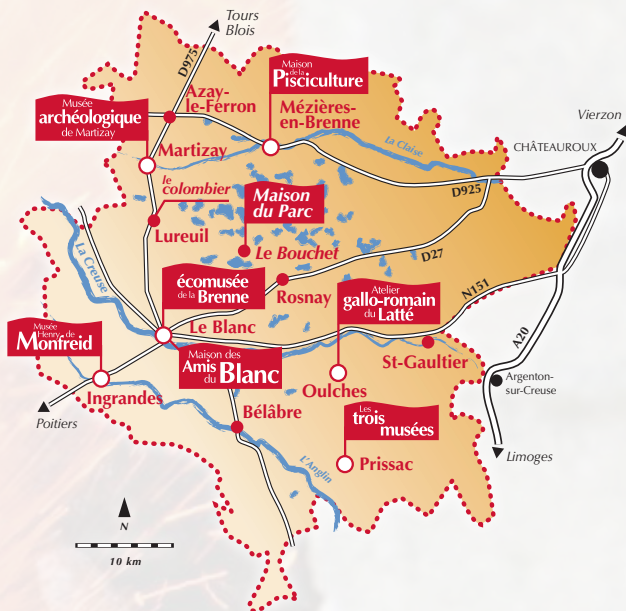 Tours
Blois
D975
Maison
de la
Pisciculture
Azay-
le-Ferron
Mézières-
en-Brenne
Musée
archéologique
de Martizay
Martizay
La Claise
Vierzon
CHÂTEAUROUX
le
colombier
Maison
du Parc
D925
Lureuil
Le Bouchet
La Creuse
D27
écomusée
de la Brenne
Rosnay
Atelier
gallo-romain
du Latté
N151
Le Blanc
Musée
Henry de
Monfreid
Maison des
Amis
du Blanc
St-Gaultier
A20
Ingrandes
Oulches
Argenton-
sur-Creuse
Poitiers
Bélâbre
Les
trois
musées
Limoges
L'Anglin
Prissac
N
10 km